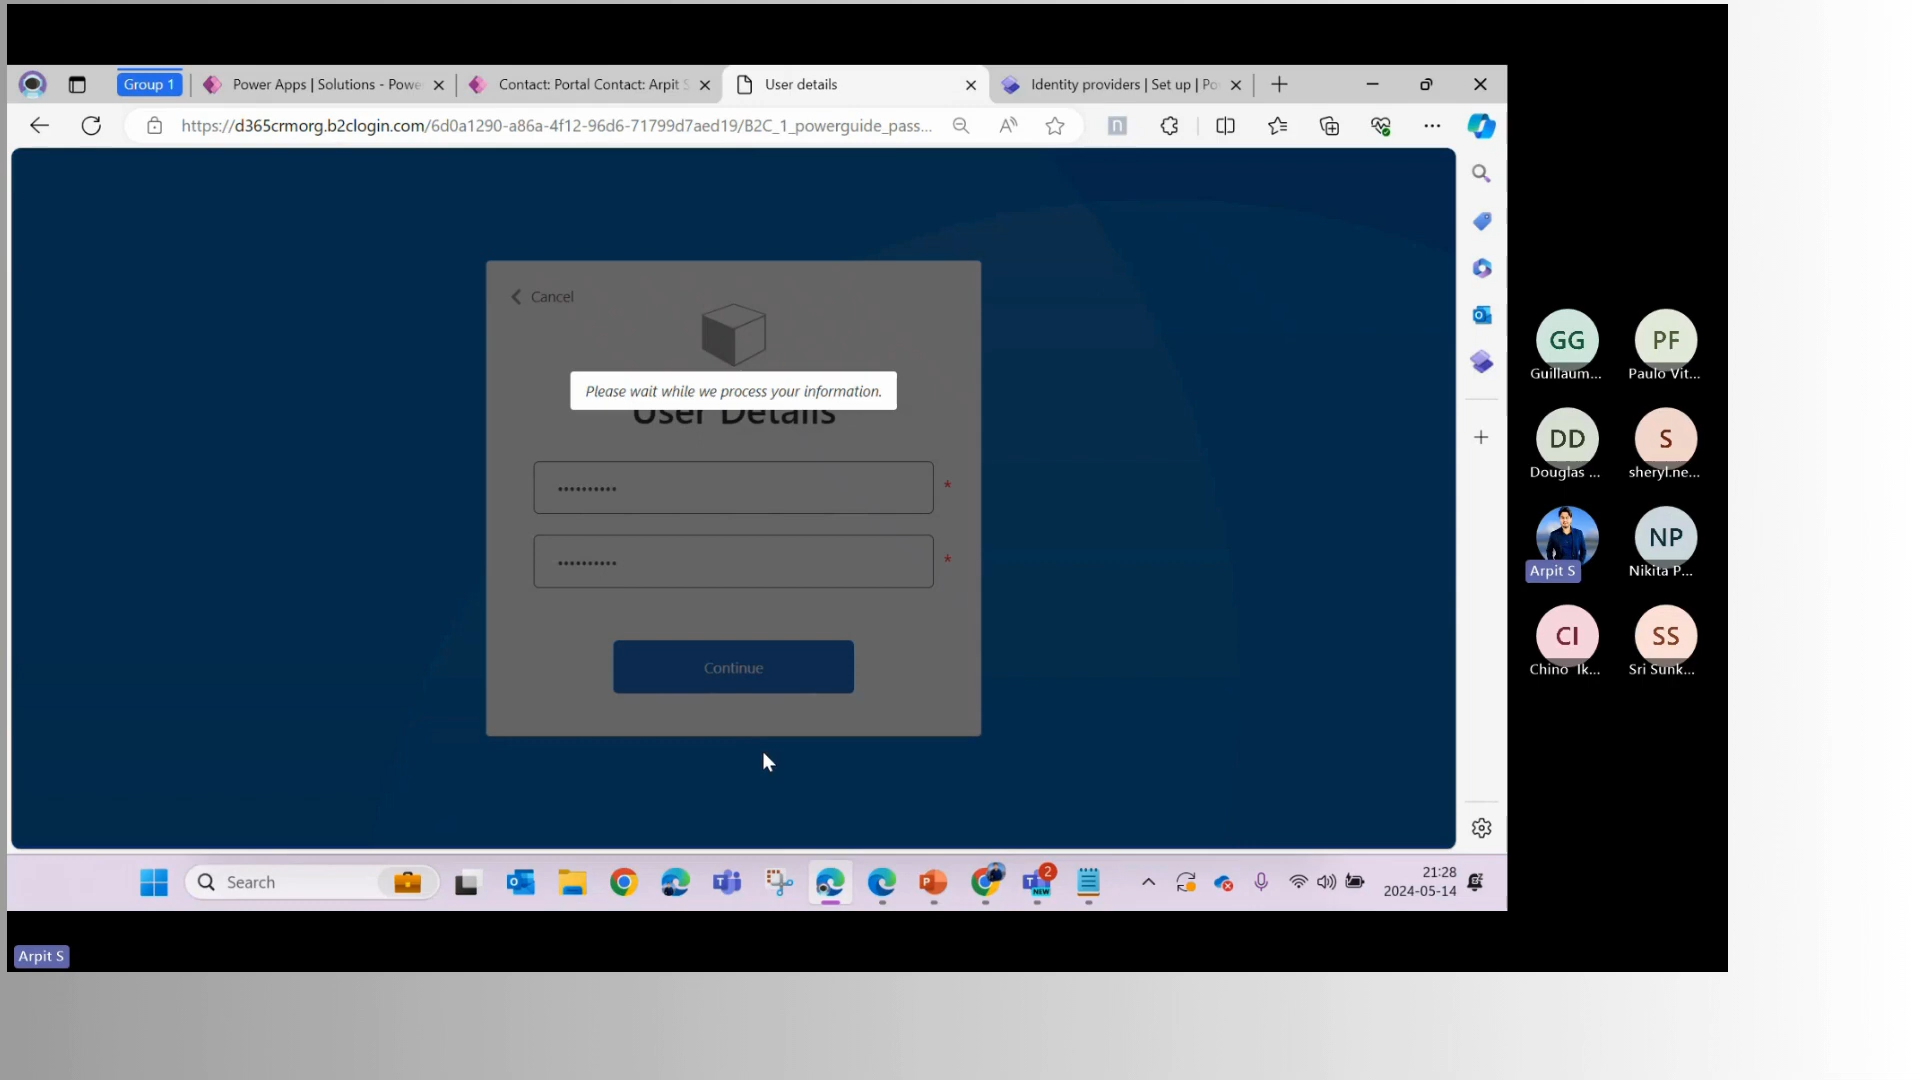 Group 1
Power Apps | Solutions - Powe
Contact: Portal Contact: Arpit S
User details
Identity providers | Set up | Po
https://d365crmorg.b2clogin.com/6d0a1290-a86a-4f12-96d6-71799d7aed19/B2C_1_powerguide_pass...
Cancel
Please wait while we process your information.
User Details
*
*
Continue
GG
Guillaum...
PF
Paulo Vit...
DD
Douglas ...
S
sheryl.ne...
Arpit S
NP
Nikita P...
CI
Chino Ik...
SS
Sri Sunk...
Search
2
NEW
21:28
2024-05-14
Arpit S